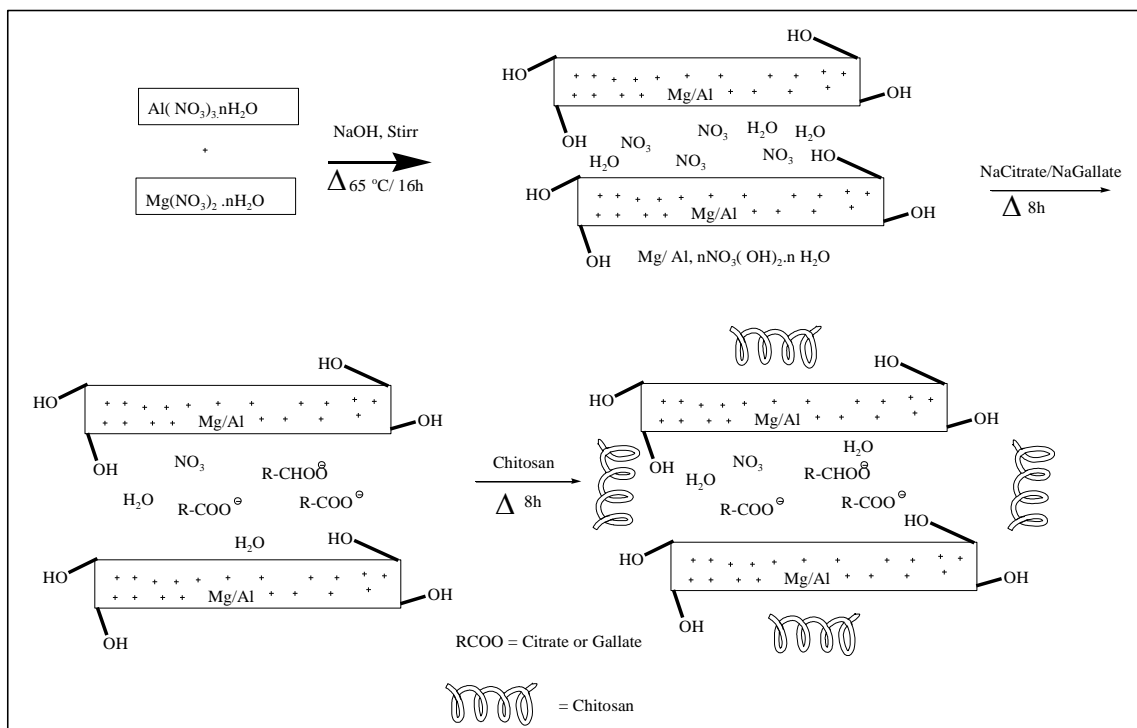 Al( NO3)3.nH2O
+
Mg(NO3)2 .nH2O
NaOH, Stirr
Δ 65 °C/ 16h
HO
HO
+ + + + + + + + + + + + + + + + + + +
Mg/Al
OH
OH
NO3
NO3
H2O
H2O
H2O
NO3
NO3
HO
HO
+ + + + + + + + + + + + + + + + + + +
Mg/Al
OH
OH
Mg/ Al, nNO3( OH)2.n H2O
NaCitrate/NaGallate
Δ 8h
HO
HO
+ + + + + + + + + + + + + + + + + + +
Mg/Al
OH
OH
NO3
R-CHOO⊖
H2O
R-COO⊖
R-COO⊖
H2O
HO
HO
+ + + + + + + + + + + + + + + + + + +
Mg/Al
OH
OH
Chitosan
Δ 8h
HO
HO
+ + + + + + + + + + + + + + + + + + +
Mg/Al
OH
OH
H2O
NO3
R-CHOO⊖
H2O
R-COO⊖
R-COO⊖
HO
HO
+ + + + + + + + + + + + + + + + + + +
Mg/Al
OH
OH
RCOO = Citrate or Gallate
= Chitosan